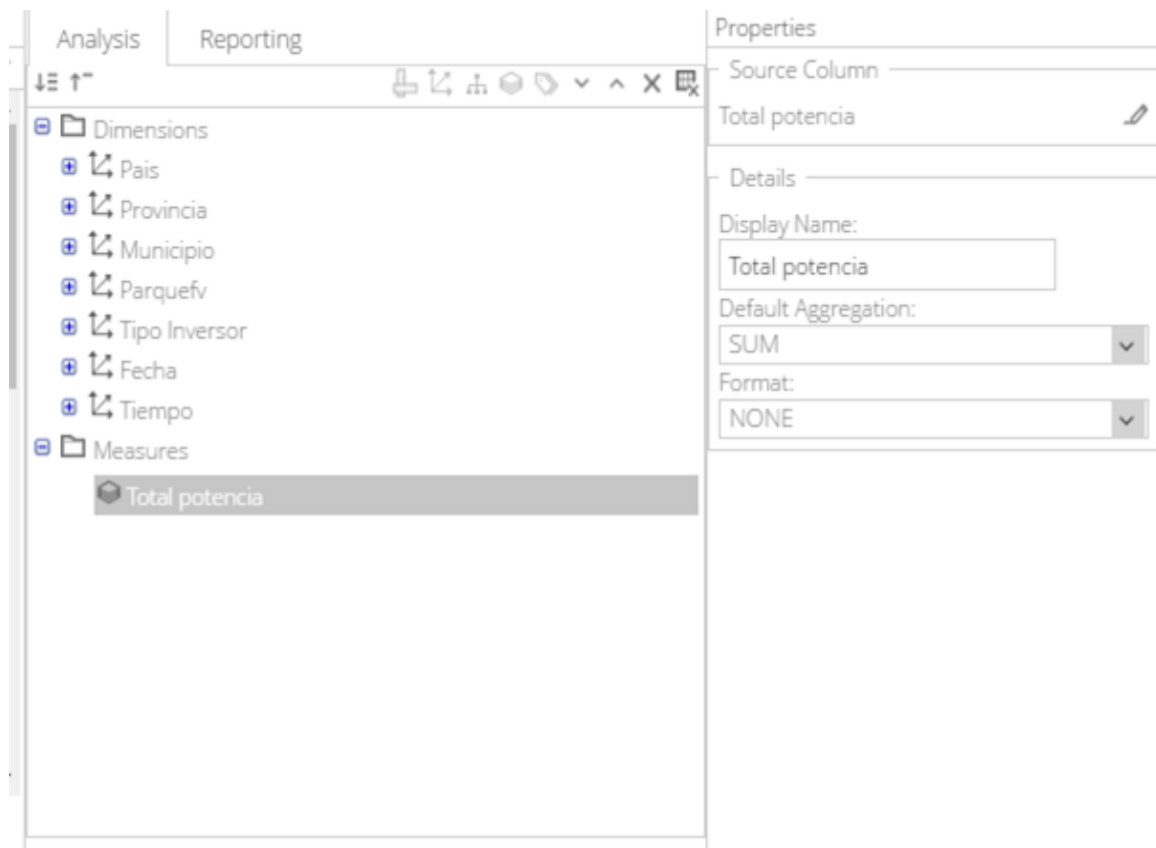 Analysis
Reporting
Dimensions
Pais
Provincia
Municipio
Parquefv
Tipo Inversor
Fecha
Tiempo
Measures
Total potencia
Properties
Source Column
Total potencia
Details
Display Name:
Total potencia
Default Aggregation:
SUM
Format:
NONE